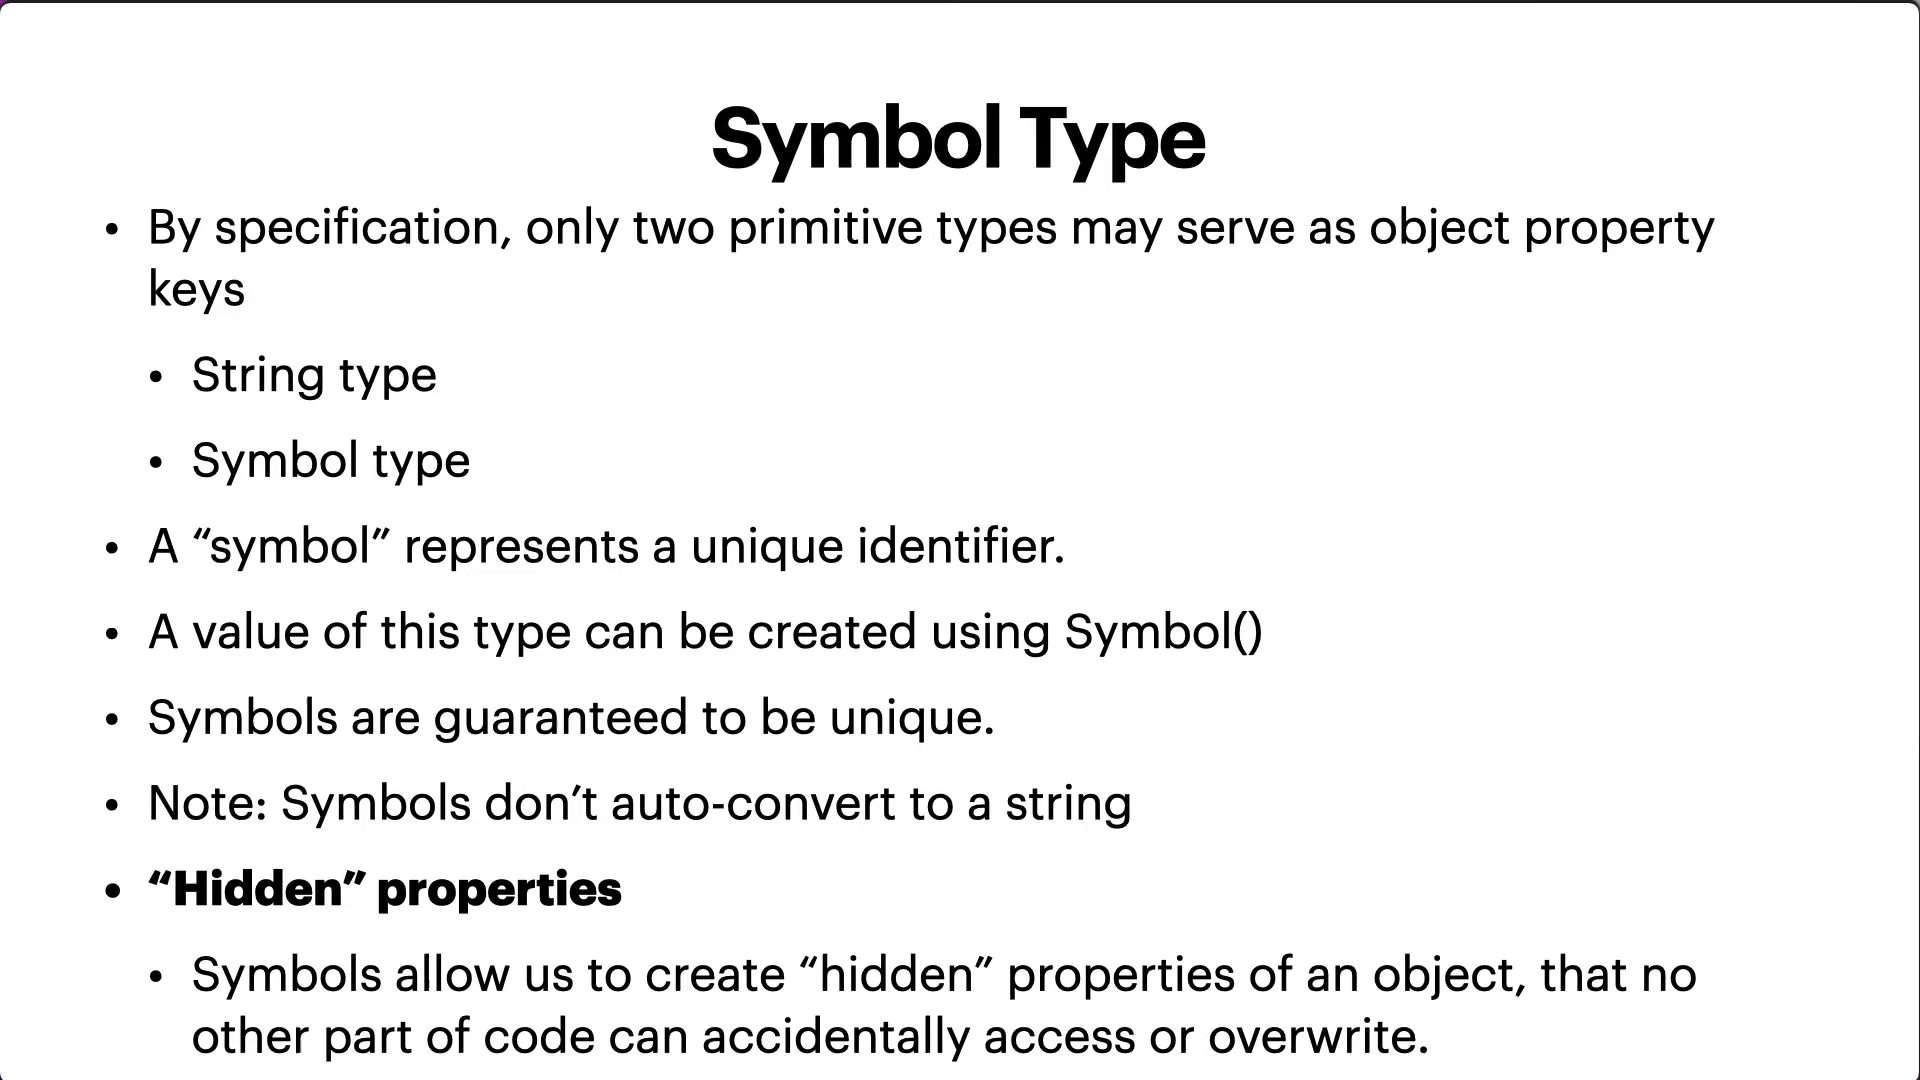 Symbol Type
• By specification, only two primitive types may serve as object property
keys
• String type
• Symbol type
• A “symbol” represents a unique identifier.
• A value of this type can be created using Symbol()
• Symbols are guaranteed to be unique.
• Note: Symbols don’t auto-convert to a string
• “Hidden” properties
• Symbols allow us to create “hidden” properties of an object, that no
other part of code can accidentally access or overwrite.